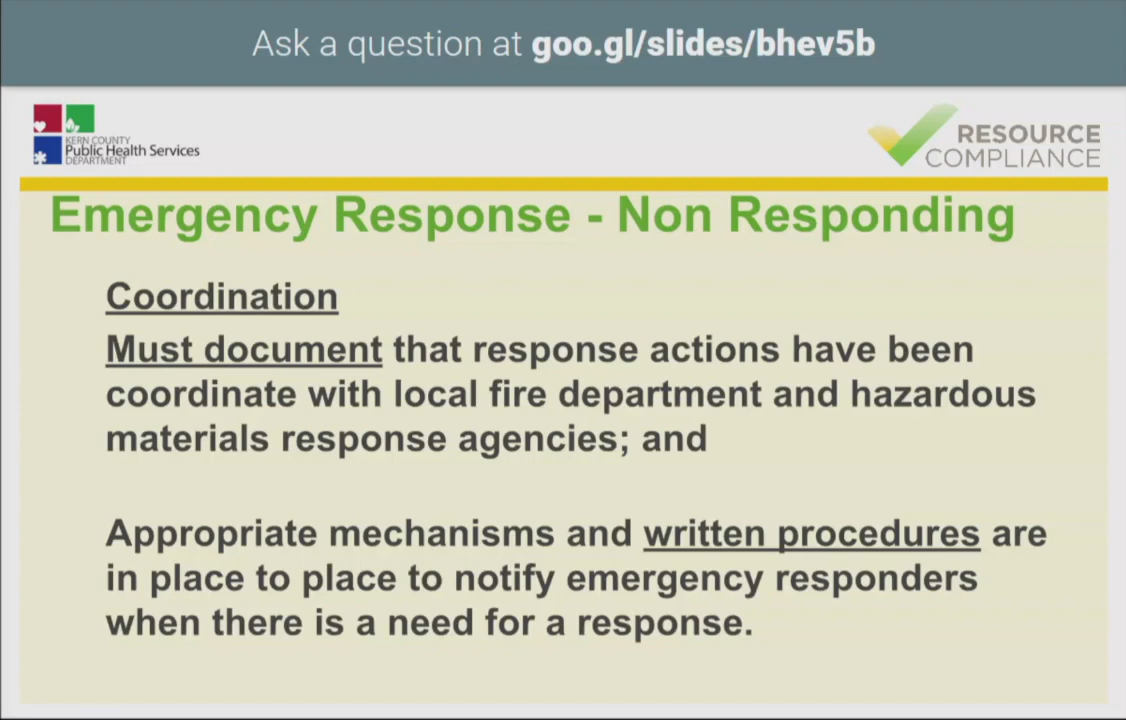 Ask a question at goo.gl/slides/bhev5b
KERN COUNTY
Public Health Services
DEPARTMENT
RESOURCE
COMPLIANCE
Emergency Response - Non Responding
Coordination
Must document that response actions have been
coordinate with local fire department and hazardous
materials response agencies; and
Appropriate mechanisms and written procedures are
in place to place to notify emergency responders
when there is a need for a response.